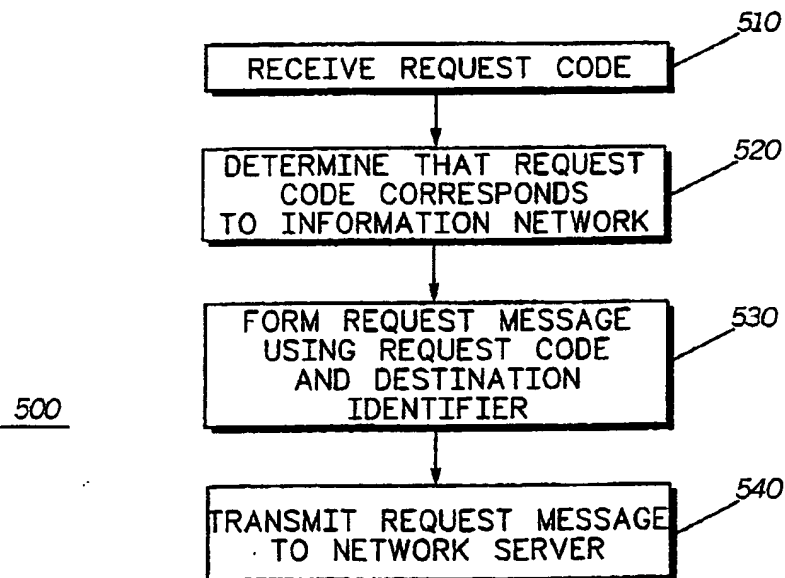 510
RECEIVE REQUEST CODE
520
DETERMINE THAT REQUEST
CODE CORRESPONDS
TO INFORMATION NETWORK
530
FORM REQUEST MESSAGE
USING REQUEST CODE
AND DESTINATION
IDENTIFIER
500
540
TRANSMIT REQUEST MESSAGE
TO NETWORK SERVER